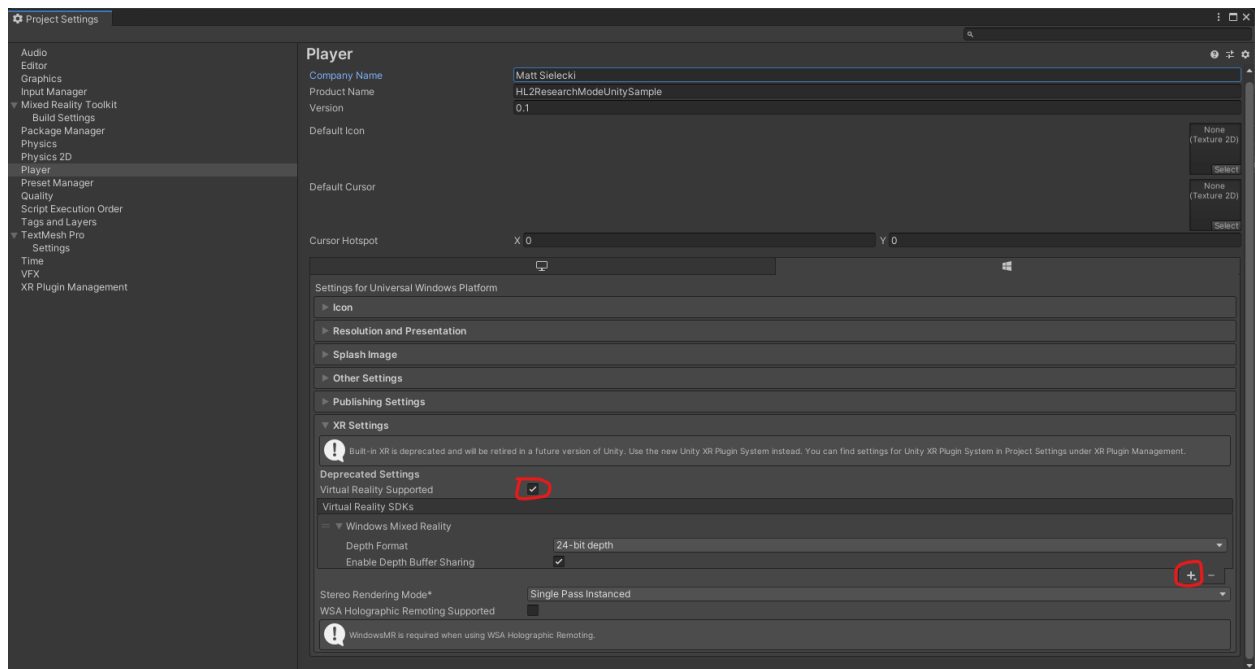 Project Settings
Audio
Editor
Graphics
Input Manager
Mixed Reality Toolkit
Build Settings
Package Manager
Physics
Physics 2D
Player
Preset Manager
Quality
Script Execution Order
Tags and Layers
TextMesh Pro
Settings
Time
VFX
XR Plugin Management
Player
Company Name Matt Sielecki
Product Name HL2ResearchModeUnitySample
Version 0.1
Default Icon
None
(Texture 2D)
Select
Default Cursor
None
(Texture 2D)
Select
Cursor Hotspot X 0 Y 0
Settings for Universal Windows Platform
Icon
Resolution and Presentation
Splash Image
Other Settings
Publishing Settings
XR Settings
Built-in XR is deprecated and will be retired in a future version of Unity. Use the new Unity XR Plugin System instead. You can find settings for Unity XR Plugin System in Project Settings under XR Plugin Management.
Deprecated Settings
Virtual Reality Supported
Virtual Reality SDKs
Windows Mixed Reality
Depth Format 24-bit depth
Enable Depth Buffer Sharing
Stereo Rendering Mode* Single Pass Instanced
WSA Holographic Remoting Supported
WindowsMR is required when using WSA Holographic Remoting.